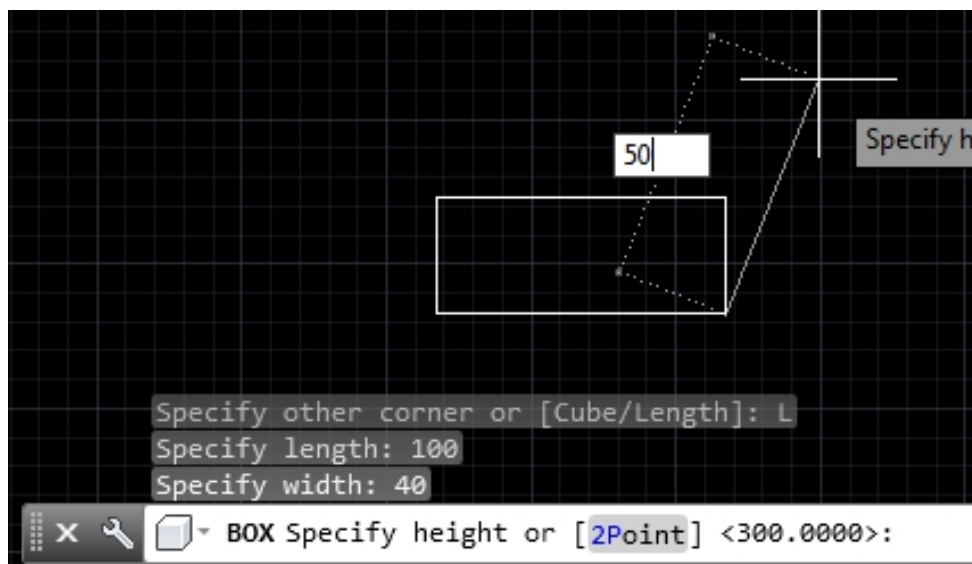 50
Specify h
Specify other corner or [Cube/Length]: L
Specify length: 100
Specify width: 40
BOX Specify height or [2Point] <300.0000>: